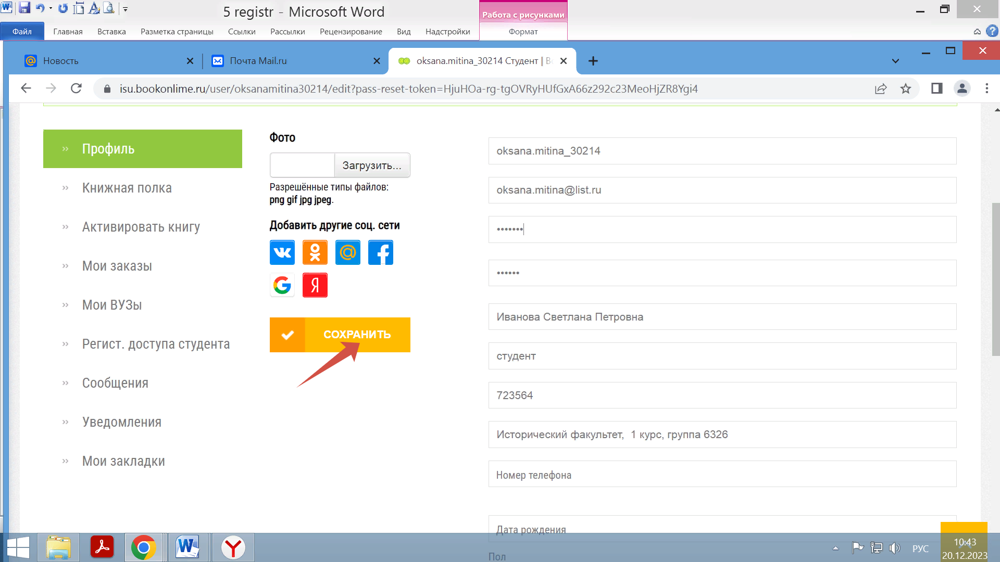 5 registr - Microsoft Word
Работа с рисунками
Файл Главная Вставка Разметка страницы Ссылки Рассылки Рецензирование Вид Надстройки Формат
Новость Почта Mail.ru oksana.mitina_30214 Студент |
isu.bookonlime.ru/user/oksanamitina30214/edit?pass-reset-token=HjuHOa-rg-tgOVRyHUfGxA66z292c23MeoHjZR8Ygi4
Профиль
Книжная полка
Активировать книгу
Мои заказы
Мои ВУЗы
Регист. доступа студента
Сообщения
Уведомления
Мои закладки
Фото
Загрузить...
Разрешённые типы файлов:
png gif jpg jpeg.
Добавить другие соц. сети
СОХРАНИТЬ
oksana.mitina_30214
oksana.mitina@list.ru
•••••••
••••••
Иванова Светлана Петровна
студент
723564
Исторический факультет, 1 курс, группа 6326
Номер телефона
Дата рождения
Пол
РУС
10:43
20.12.2023